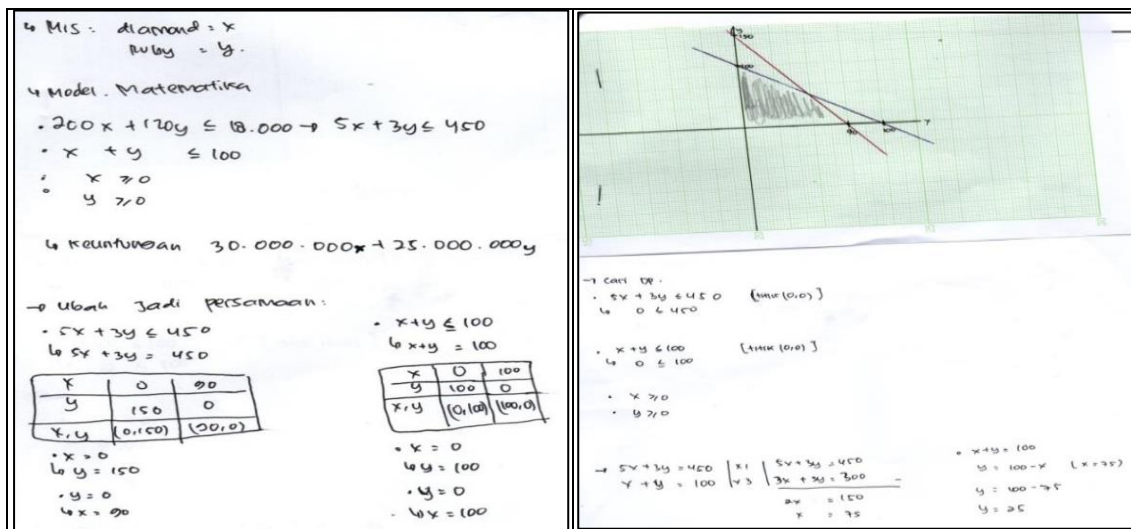 ↳ Mis : diamond = x
Ruby = y.
↳ Model. Matematika
• 200x + 120y ≤ 18.000 → 5x + 3y ≤ 450
• x + y ≤ 100
• x ≥ 0
• y ≥ 0
↳ Keuntungan 30.000.000x + 25.000.000y
→ Ubah Jadi persamaan :
• 5x + 3y ≤ 450
↳ 5x + 3y = 450
x 0 90
y 150 0
x,y (0,150) (90,0)
• x = 0
↳ y = 150
• y = 0
↳ x = 90
• x + y ≤ 100
↳ x + y = 100
x 0 100
y 100 0
x,y (0,100) (100,0)
• x = 0
↳ y = 100
• y = 0
↳ x = 100
150
100
90 100
→ Cari DP.
• 5x + 3y ≤ 450 [titik (0,0)]
↳ 0 ≤ 450
• x + y ≤ 100 [titik (0,0)]
↳ 0 ≤ 100
• x ≥ 0
• y ≥ 0
→ 5x + 3y = 450 | x1 | 5x + 3y = 450
x + y = 100 | x3 | 3x + 3y = 300 -
2x = 150
x = 75
• x + y = 100
y = 100 - x (x = 75)
y = 100 - 75
y = 25